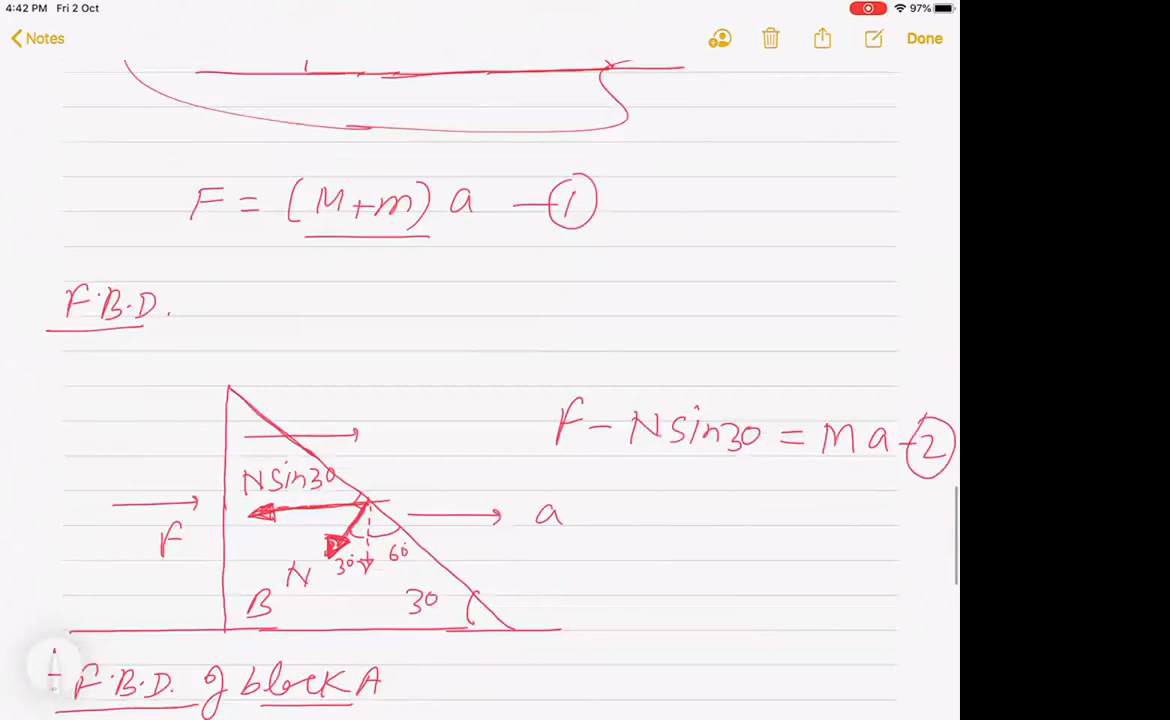 4:42 PM Fri 2 Oct
97%
Notes
Done
F = (M+m) a — 1
F.B.D.
F - N sin30 = M a - 2
N sin30
F
a
N
30°
60°
B
30
F.B.D. of block A